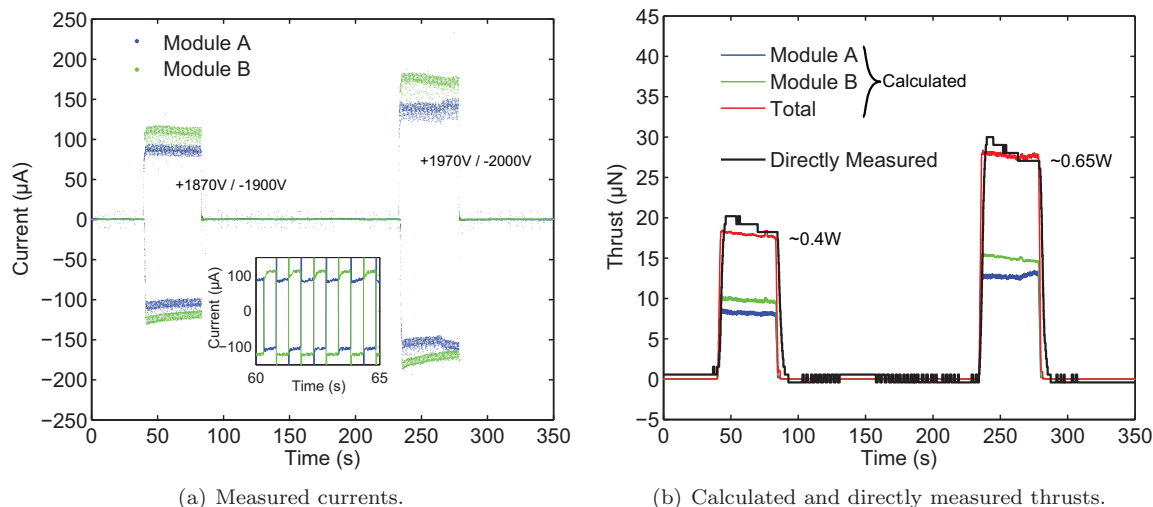 250
200
150
100
50
0
−50
−100
−150
−200
−250
Current (µA)
Module A
Module B
+1870V / -1900V
+1970V / -2000V
100
0
−100
Current (µA)
60
65
Time (s)
0
50
100
150
200
250
300
350
Time (s)
(a) Measured currents.
45
40
35
30
25
20
15
10
5
0
−5
Thrust (µN)
Module A
Module B
Total
Calculated
Directly Measured
~0.4W
~0.65W
0
50
100
150
200
250
300
350
Time (s)
(b) Calculated and directly measured thrusts.